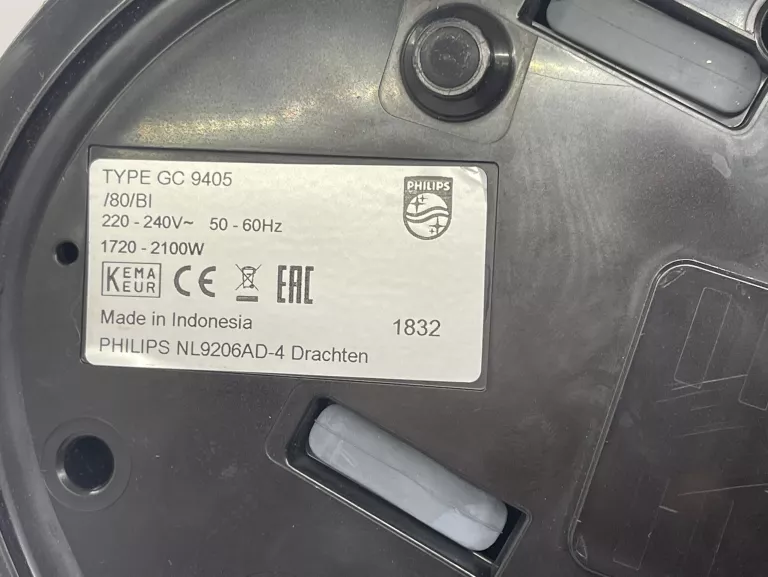 TYPE GC 9405
/80/BI
220 - 240V~ 50 - 60Hz
1720 - 2100W
PHILIPS
KEMA
EUR
CE
EAC
Made in Indonesia
1832
PHILIPS NL9206AD-4 Drachten